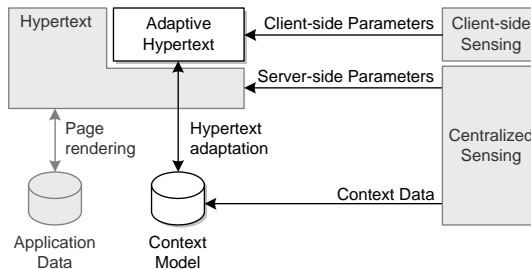 Hypertext
Adaptive
Hypertext
Client-side Parameters
Client-side
Sensing
Server-side Parameters
Page
rendering
Hypertext
adaptation
Centralized
Sensing
Context Data
Application
Data
Context
Model